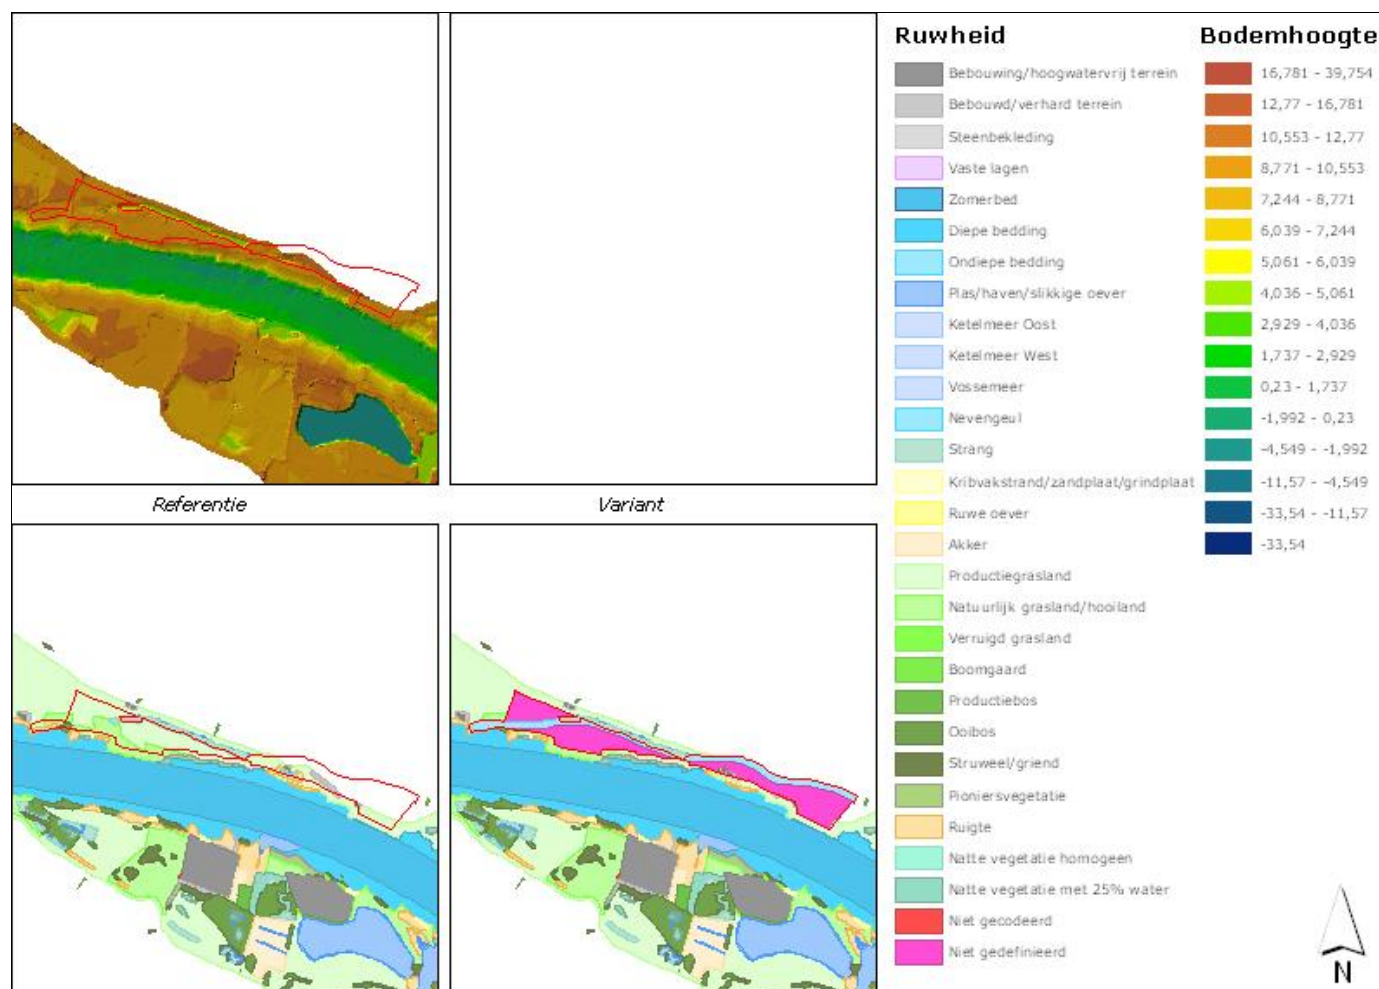 Referentie
Variant
Ruwheid
Bebouwing/hoogwatervrij terrein
Bebouwd/verhard terrein
Steenbekleding
Vaste lagen
Zomerbed
Diepe bedding
Ondiepe bedding
Plas/haven/slikkige oever
Ketelmeer Oost
Ketelmeer West
Vossemeer
Nevengeul
Strang
Kribvakstrand/zandplaat/grindplaat
Ruwe oever
Akker
Productiegrasland
Natuurlijk grasland/hooiland
Verruigd grasland
Boomgaard
Productiebos
Ooibos
Struweel/griend
Pioniersvegetatie
Ruigte
Natte vegetatie homogeen
Natte vegetatie met 25% water
Niet gecodeerd
Niet gedefinieerd
Bodemhoogte
16,781 - 39,754
12,77 - 16,781
10,553 - 12,77
8,771 - 10,553
7,244 - 8,771
6,039 - 7,244
5,061 - 6,039
4,036 - 5,061
2,929 - 4,036
1,737 - 2,929
0,23 - 1,737
-1,992 - 0,23
-4,549 - -1,992
-11,57 - -4,549
-33,54 - -11,57
-33,54
N